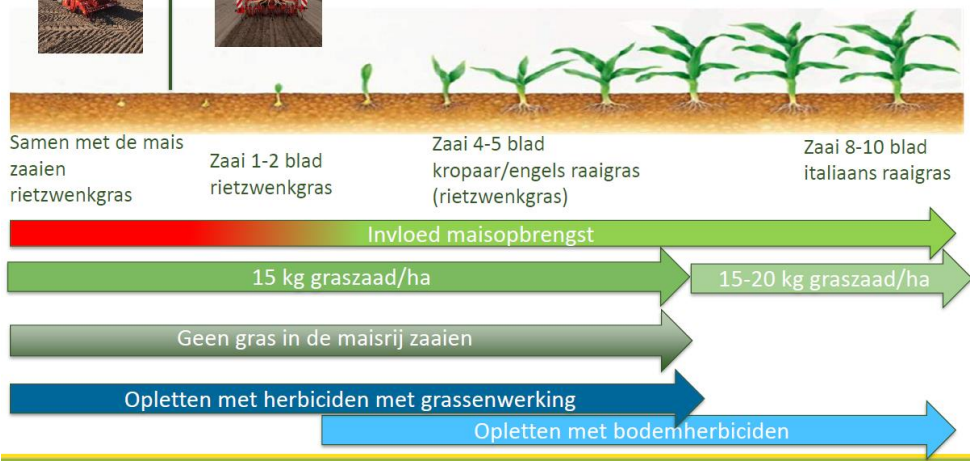 Samen met de mais
zaaien
rietzwenkgras
Zaai 1-2 blad
rietzwenkgras
Zaai 4-5 blad
kropaar/engels raaigras
(rietzwenkgras)
Zaai 8-10 blad
italiaans raaigras
Invloed maisopbrengst
15 kg graszaad/ha
15-20 kg graszaad/ha
Geen gras in de maisrij zaaien
Opletten met herbiciden met grassenwerking
Opletten met bodemherbiciden